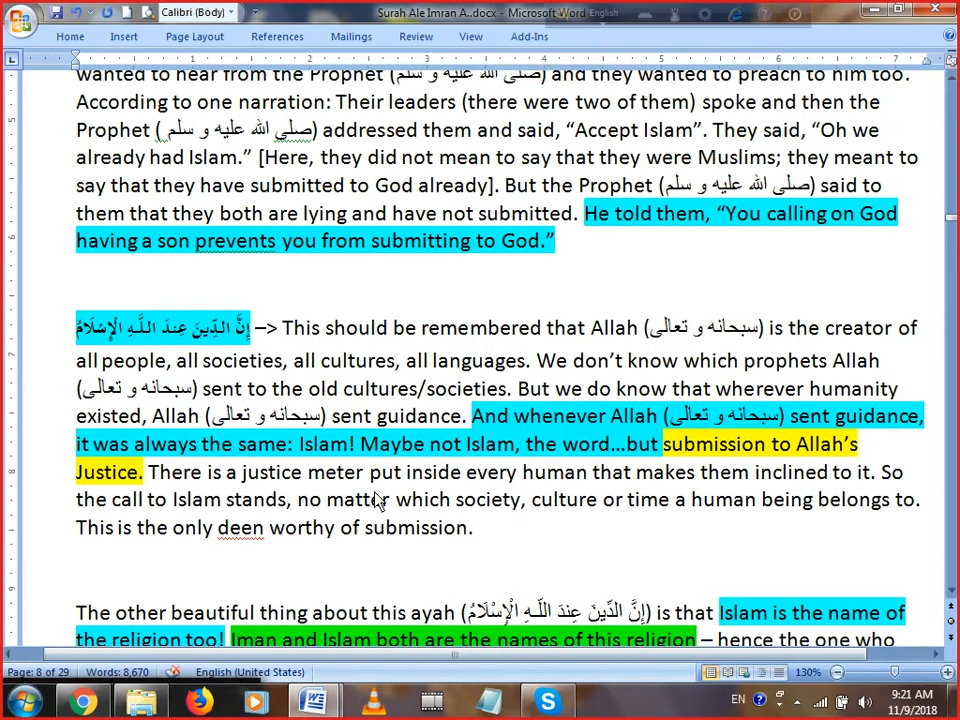 Calibri (Body)
Surah Ale Imran A..docx - Microsoft Word
English
Home Insert Page Layout References Mailings Review View Add-Ins
1 2 3 4 5 6 7
wanted to hear from the Prophet (صلى الله عليه و سلم) and they wanted to preach to him too.
According to one narration: Their leaders (there were two of them) spoke and then the
Prophet (صلى الله عليه و سلم ) addressed them and said, “Accept Islam”. They said, “Oh we
already had Islam.” [Here, they did not mean to say that they were Muslims; they meant to
say that they have submitted to God already]. But the Prophet (صلى الله عليه و سلم) said to
them that they both are lying and have not submitted. He told them, “You calling on God
having a son prevents you from submitting to God.”
إِنَّ الدِّينَ عِندَ اللَّـهِ الْإِسْلَامُ –> This should be remembered that Allah (سبحانه و تعالى) is the creator of
all people, all societies, all cultures, all languages. We don’t know which prophets Allah
(سبحانه و تعالى) sent to the old cultures/societies. But we do know that wherever humanity
existed, Allah (سبحانه و تعالى) sent guidance. And whenever Allah (سبحانه و تعالى) sent guidance,
it was always the same: Islam! Maybe not Islam, the word…but submission to Allah’s
Justice. There is a justice meter put inside every human that makes them inclined to it. So
the call to Islam stands, no matter which society, culture or time a human being belongs to.
This is the only deen worthy of submission.
The other beautiful thing about this ayah (إِنَّ الدِّينَ عِندَ اللَّـهِ الْإِسْلَامُ) is that Islam is the name of
the religion too! Iman and Islam both are the names of this religion – hence the one who
Page: 8 of 29 Words: 8,670 English (United States) 130%
EN 9:21 AM
11/9/2018